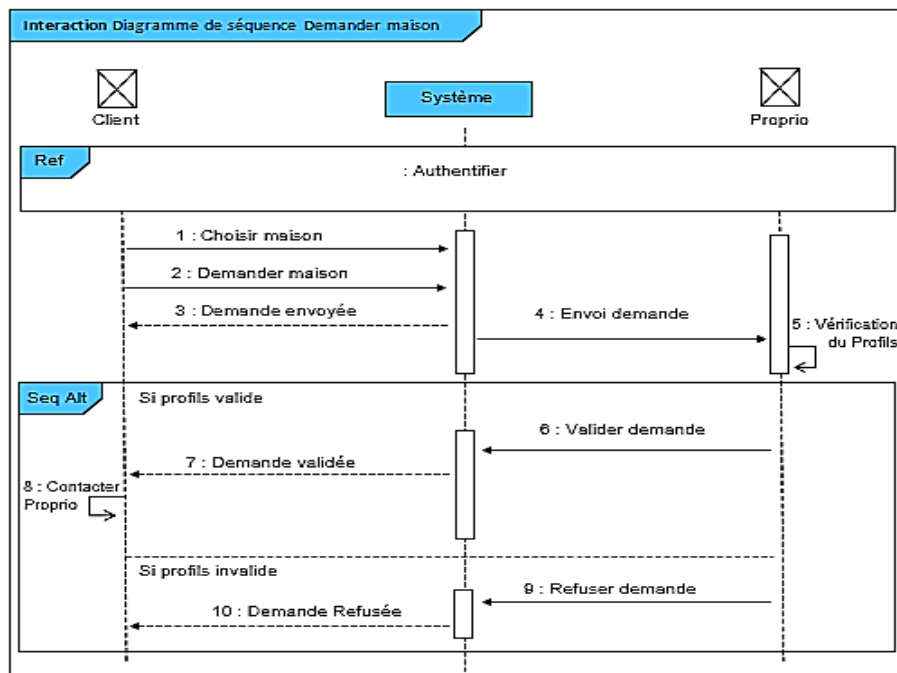 Interaction Diagramme de séquence Demander maison
Client
Système
Proprio
Ref
: Authentifier
1 : Choisir maison
2 : Demander maison
3 : Demande envoyée
4 : Envoi demande
5 : Vérification
du Profils
Seq Alt
Si profils valide
6 : Valider demande
7 : Demande validée
8 : Contacter
Proprio
Si profils invalide
9 : Refuser demande
10 : Demande Refusée